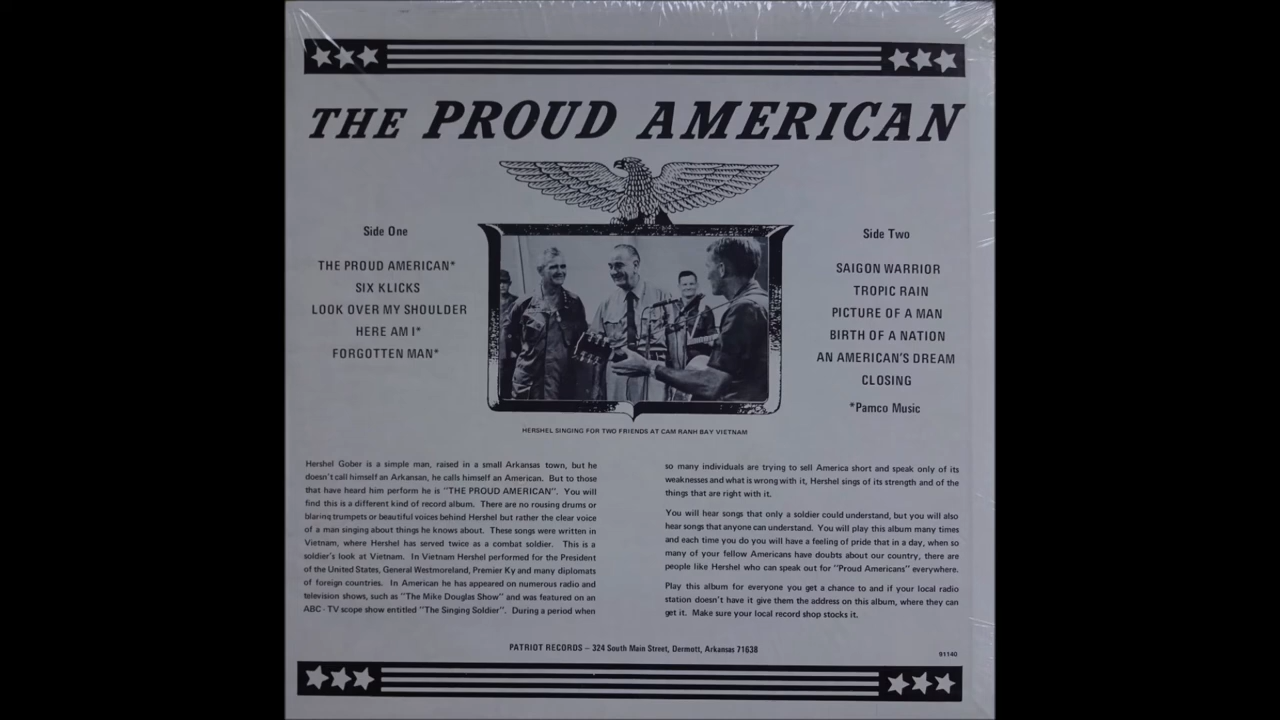 THE PROUD AMERICAN
Side One
THE PROUD AMERICAN*
SIX KLICKS
LOOK OVER MY SHOULDER
HERE AM I*
FORGOTTEN MAN*
Side Two
SAIGON WARRIOR
TROPIC RAIN
PICTURE OF A MAN
BIRTH OF A NATION
AN AMERICAN'S DREAM
CLOSING
*Pamco Music
HERSHEL SINGING FOR TWO FRIENDS AT CAM RANH BAY VIETNAM
Hershel Gober is a simple man, raised in a small Arkansas town, but he
doesn't call himself an Arkansan, he calls himself an American. But to those
that have heard him perform he is "THE PROUD AMERICAN". You will
find this is a different kind of record album. There are no rousing drums or
blaring trumpets or beautiful voices behind Hershel but rather the clear voice
of a man singing about things he knows about. These songs were written in
Vietnam, where Hershel has served twice as a combat soldier. This is a
soldier's look at Vietnam. In Vietnam Hershel performed for the President
of the United States, General Westmoreland, Premier Ky and many diplomats
of foreign countries. In American he has appeared on numerous radio and
television shows, such as "The Mike Douglas Show" and was featured on an
ABC - TV scope show entitled "The Singing Soldier". During a period when
so many individuals are trying to sell America short and speak only of its
weaknesses and what is wrong with it, Hershel sings of its strength and of the
things that are right with it.
You will hear songs that only a soldier could understand, but you will also
hear songs that anyone can understand. You will play this album many times
and each time you do you will have a feeling of pride that in a day, when so
many of your fellow Americans have doubts about our country, there are
people like Hershel who can speak out for "Proud Americans" everywhere.
Play this album for everyone you get a chance to and if your local radio
station doesn't have it give them the address on this album, where they can
get it. Make sure your local record shop stocks it.
PATRIOT RECORDS – 324 South Main Street, Dermott, Arkansas 71638
91140